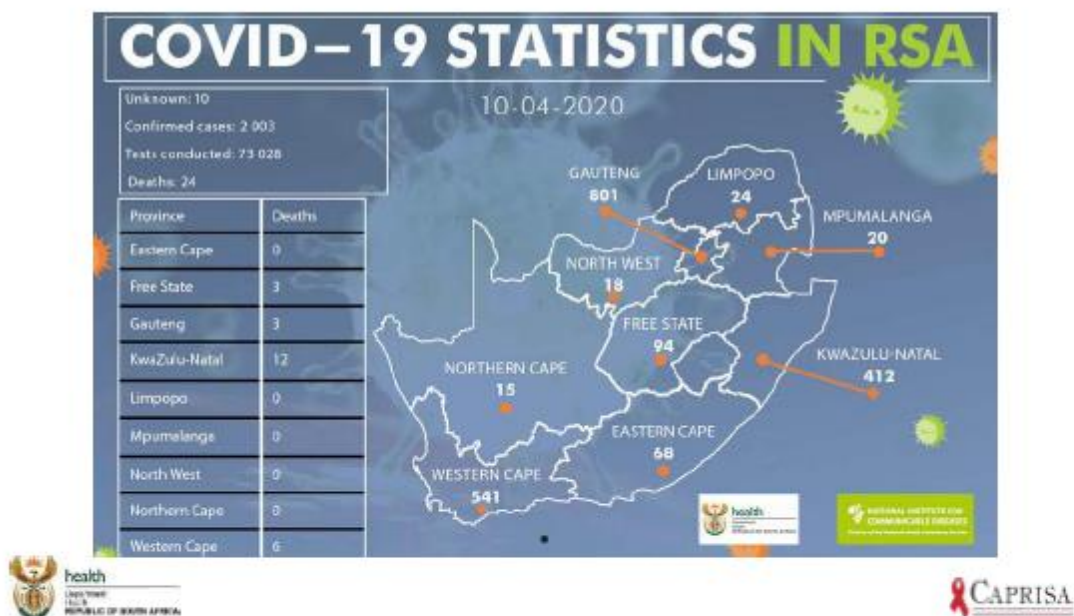 COVID–19 STATISTICS IN RSA
10-04-2020
Unknown: 10
Confirmed cases: 2 003
Tests conducted: 73 028
Deaths: 24
Province Deaths
Eastern Cape 0
Free State 3
Gauteng 3
KwaZulu-Natal 12
Limpopo 0
Mpumalanga 0
North West 0
Northern Cape 0
Western Cape 6
GAUTENG
801
LIMPOPO
24
MPUMALANGA
20
NORTH WEST
18
FREE STATE
94
KWAZULU-NATAL
412
NORTHERN CAPE
15
EASTERN CAPE
68
WESTERN CAPE
541
health
NATIONAL INSTITUTE FOR
COMMUNICABLE DISEASES
health
REPUBLIC OF SOUTH AFRICA
CAPRISA